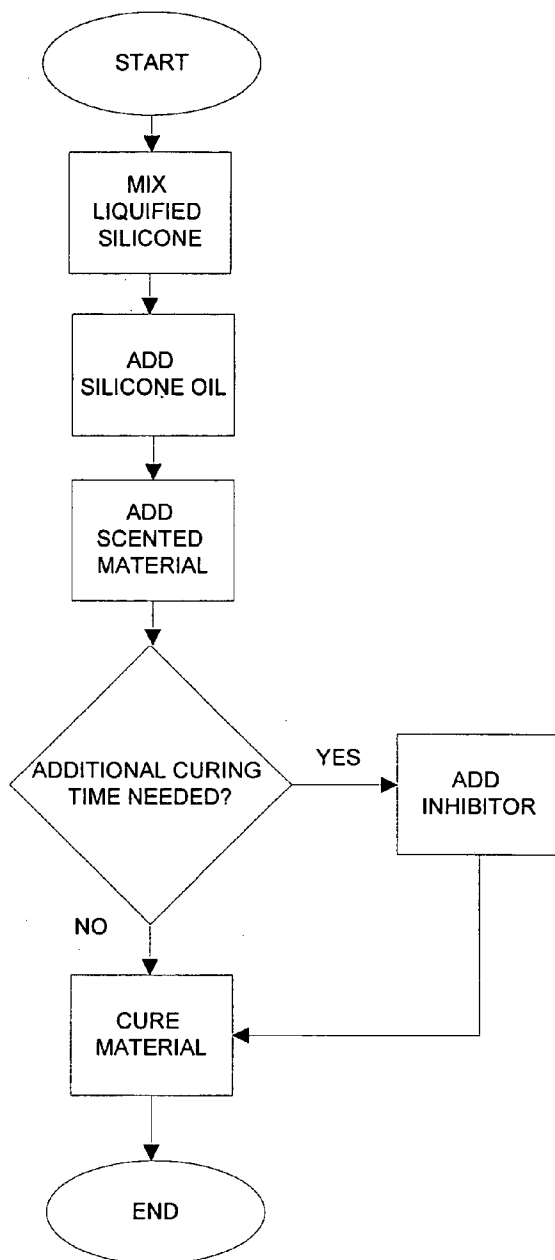 START
MIX
LIQUIFIED
SILICONE
ADD
SILICONE OIL
ADD
SCENTED
MATERIAL
ADDITIONAL CURING
TIME NEEDED?
YES
ADD
INHIBITOR
NO
CURE
MATERIAL
END